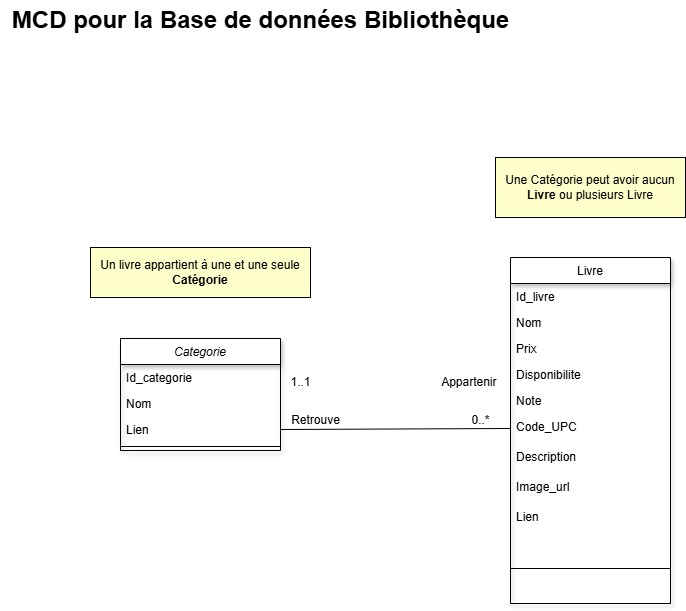 MCD pour la Base de données Bibliothèque
Une Catégorie peut avoir aucun
Livre ou plusieurs Livre
Un livre appartient à une et une seule
Catégorie
Categorie
Id_categorie
Nom
Lien
1..1
Retrouve
Appartenir
0..*
Livre
Id_livre
Nom
Prix
Disponibilite
Note
Code_UPC
Description
Image_url
Lien